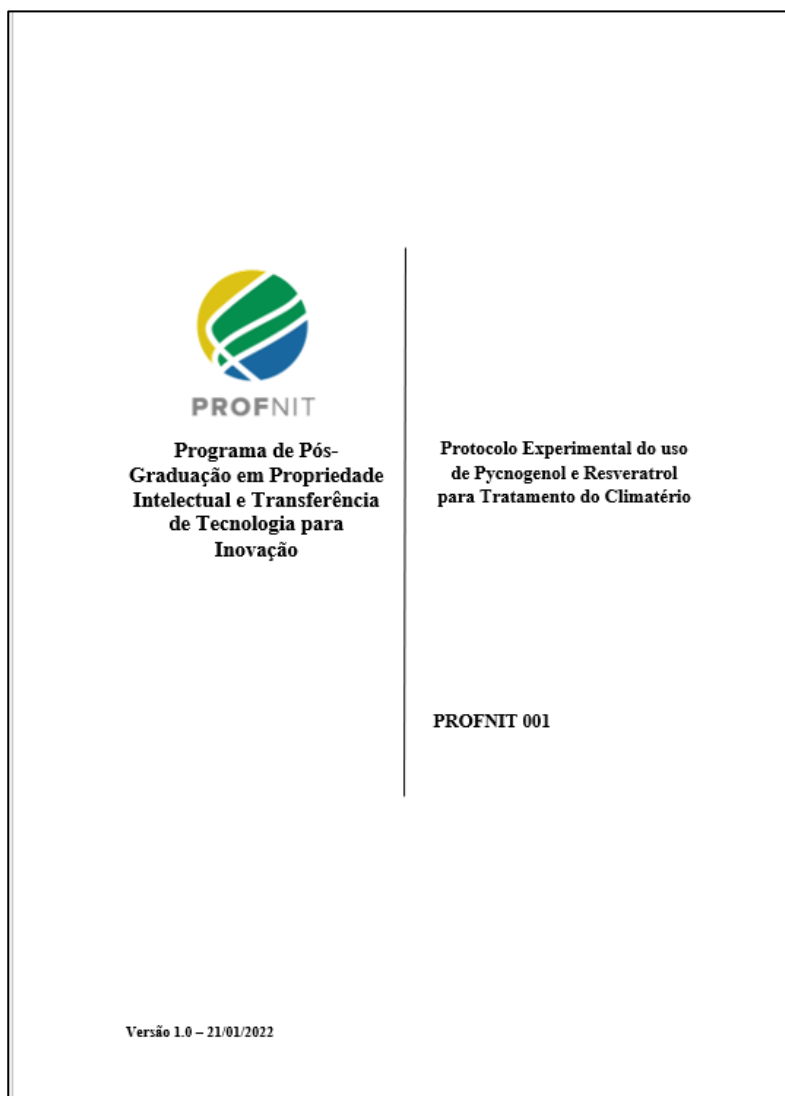 PROFNIT
Programa de Pós-
Graduação em Propriedade
Intelectual e Transferência
de Tecnologia para
Inovação
Protocolo Experimental do uso
de Pycnogenol e Resveratrol
para Tratamento do Climatério
PROFNIT 001
Versão 1.0 – 21/01/2022